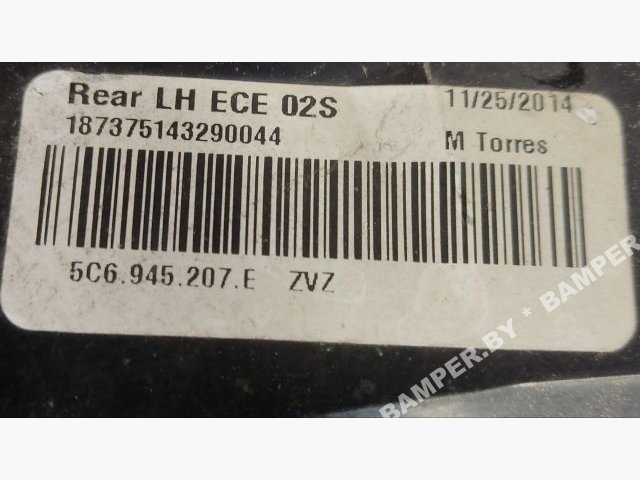 Rear LH ECE 02S 11/25/2014
187375143290044 M Torres
5C6.945.207.E ZVZ
BAMPER.BY * BAMPER.BY * BAMPER